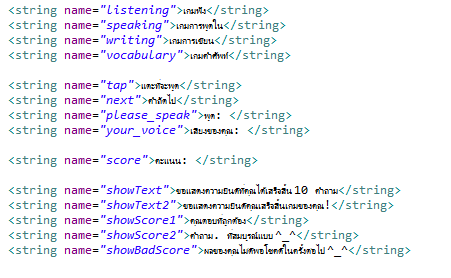 <string name="listening">เกมฟัง</string>
<string name="speaking">เกมการพูดใน</string>
<string name="writing">เกมการเขียน</string>
<string name="vocabulary">เกมคำศัพท์</string>
<string name="tap">แตะที่จะพูด</string>
<string name="next">คำถัดไป</string>
<string name="please_speak">พูด: </string>
<string name="your_voice">เสียงของคุณ: </string>
<string name="score">คะแนน: </string>
<string name="showText">ขอแสดงความยินดีที่คุณได้เสร็จสิ้น 10 คำถาม</string>
<string name="showText2">ขอแสดงความยินดีคุณเสร็จสิ้นเกมของคุณ!</string>
<string name="showScore1">คุณตอบที่ถูกต้อง</string>
<string name="showScore2">คำถาม. ที่สมบูรณ์แบบ ^_^</string>
<string name="showBadScore">ผลของคุณไม่ดีพอโชคดีในครั้งต่อไป ^_^</string>